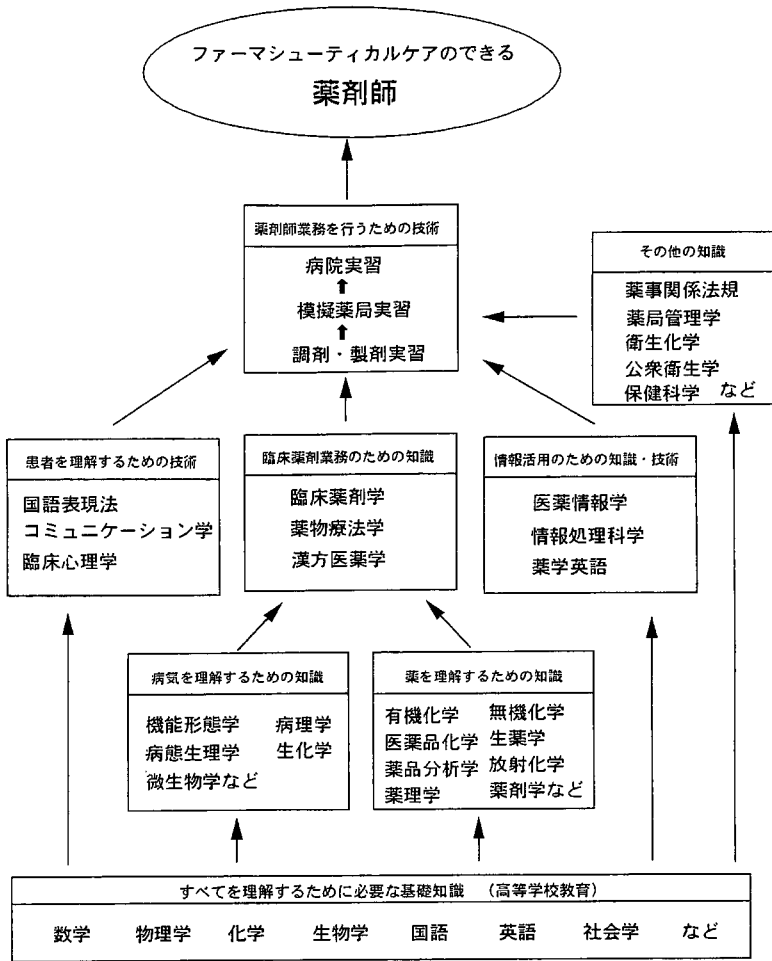 ファーマシューティカルケアのできる
薬剤師
薬剤師業務を行うための技術
病院実習
⬆
模擬薬局実習
⬆
調剤・製剤実習
その他の知識
薬事関係法規
薬局管理学
衛生化学
公衆衛生学
保健科学 など
患者を理解するための技術
国語表現法
コミュニケーション学
臨床心理学
臨床薬剤業務のための知識
臨床薬剤学
薬物療法学
漢方医薬学
情報活用のための知識・技術
医薬情報学
情報処理科学
薬学英語
病気を理解するための知識
機能形態学 病理学
病態生理学 生化学
微生物学など
薬を理解するための知識
有機化学 無機化学
医薬品化学 生薬学
薬品分析学 放射化学
薬理学 薬剤学など
すべてを理解するために必要な基礎知識 (高等学校教育)
数学 物理学 化学 生物学 国語 英語 社会学 など